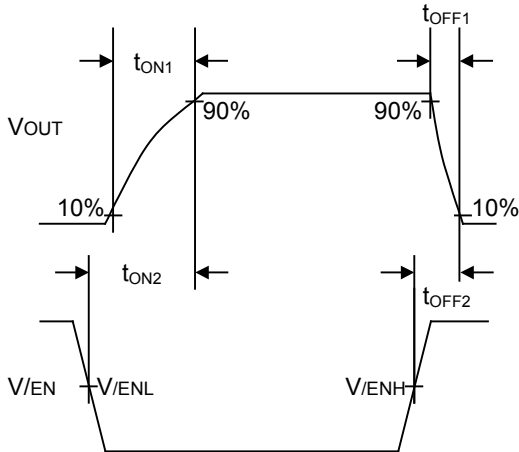 tOFF1
tON1
VOUT
90%
90%
10%
10%
tON2
tOFF2
V/EN
V/ENL
V/ENH